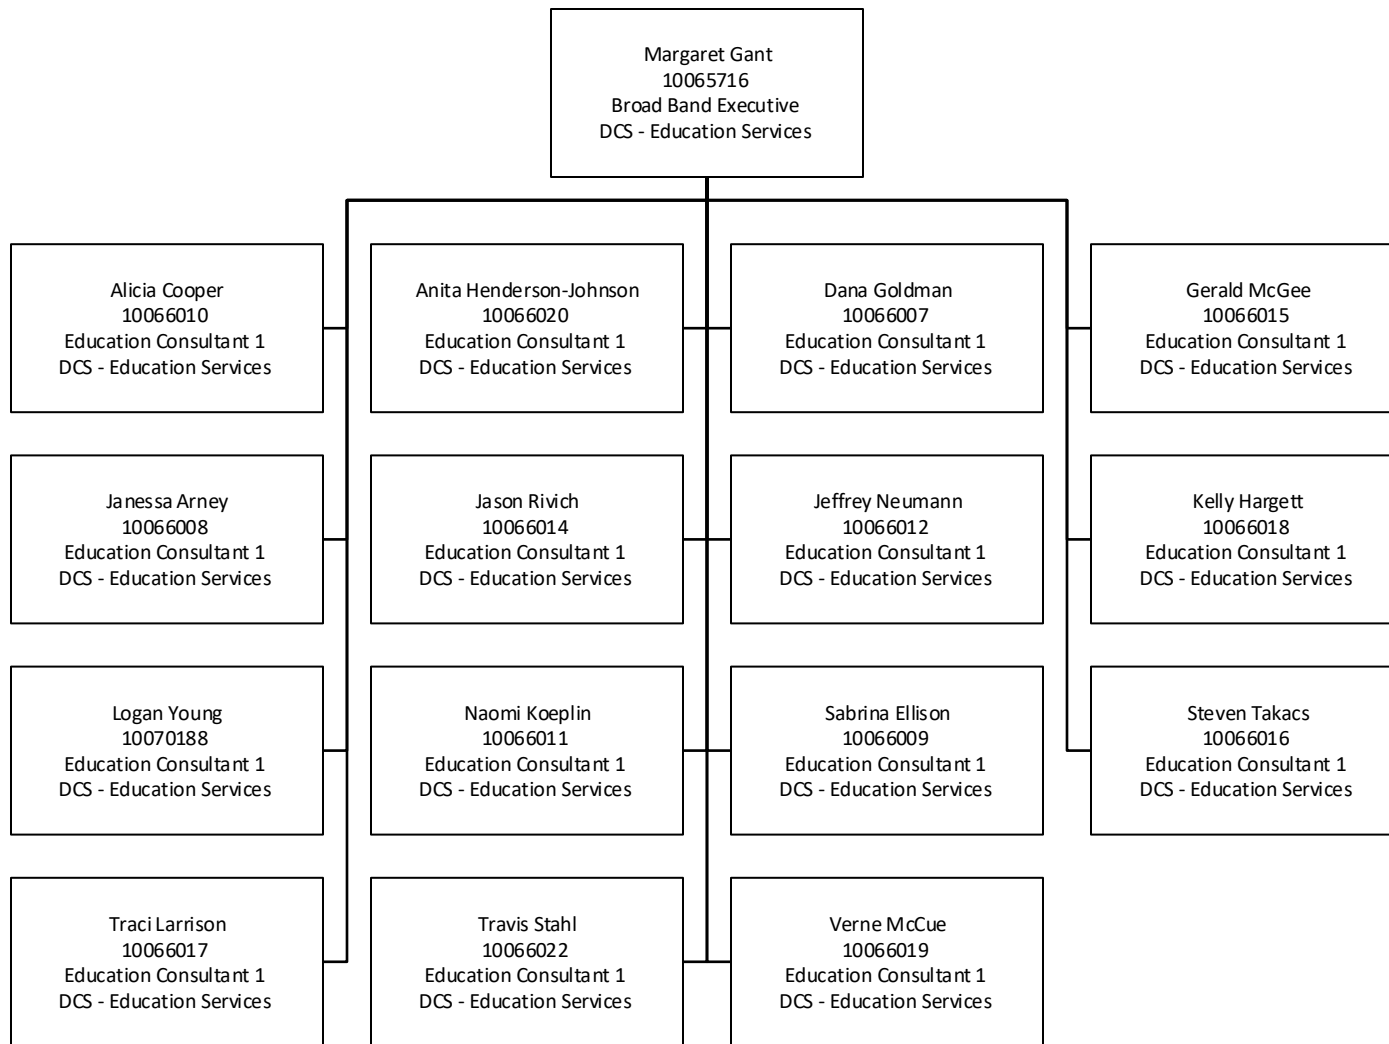 Margaret Gant
10065716
Broad Band Executive
DCS - Education Services
Alicia Cooper
10066010
Education Consultant 1
DCS - Education Services
Anita Henderson-Johnson
10066020
Education Consultant 1
DCS - Education Services
Dana Goldman
10066007
Education Consultant 1
DCS - Education Services
Gerald McGee
10066015
Education Consultant 1
DCS - Education Services
Janessa Arney
10066008
Education Consultant 1
DCS - Education Services
Jason Rivich
10066014
Education Consultant 1
DCS - Education Services
Jeffrey Neumann
10066012
Education Consultant 1
DCS - Education Services
Kelly Hargett
10066018
Education Consultant 1
DCS - Education Services
Logan Young
10070188
Education Consultant 1
DCS - Education Services
Naomi Koeplin
10066011
Education Consultant 1
DCS - Education Services
Sabrina Ellison
10066009
Education Consultant 1
DCS - Education Services
Steven Takacs
10066016
Education Consultant 1
DCS - Education Services
Traci Larrison
10066017
Education Consultant 1
DCS - Education Services
Travis Stahl
10066022
Education Consultant 1
DCS - Education Services
Verne McCue
10066019
Education Consultant 1
DCS - Education Services